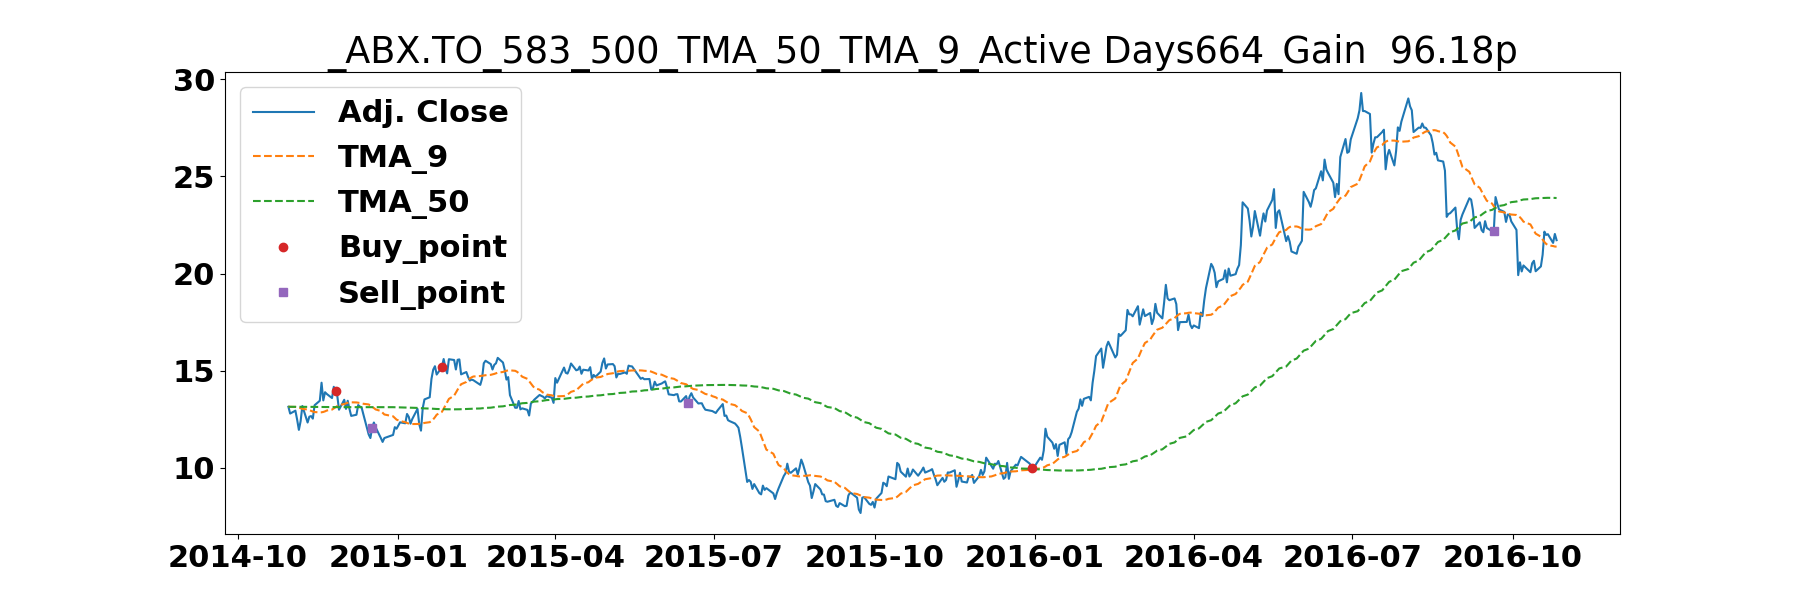 _ABX.TO_583_500_TMA_50_TMA_9_Active Days664_Gain  96.18p
30
25
20
15
10
Adj. Close
TMA_9
TMA_50
Buy_point
Sell_point
2014-10 2015-01 2015-04 2015-07 2015-10 2016-01 2016-04 2016-07 2016-10